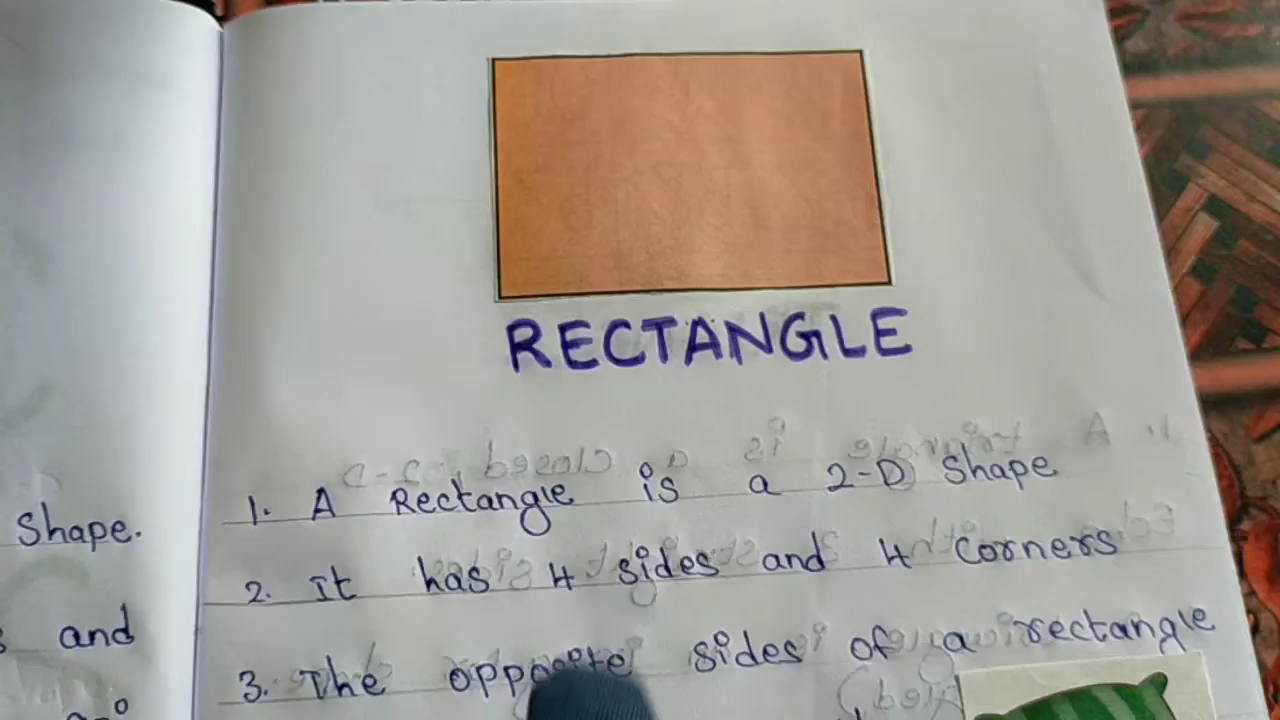 RECTANGLE
1. A Rectangle is a 2-D Shape
2. It has 4 sides and 4 Corners
3. The opposite sides of a rectangle
Shape.
and